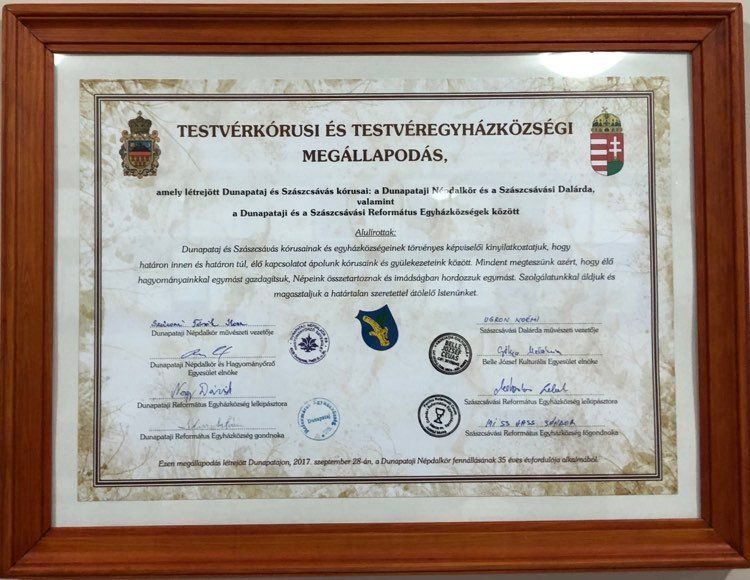 TESTVÉRKÓRUSI ÉS TESTVÉREGYHÁZKÖZSÉGI
MEGÁLLAPODÁS,
amely létrejött Dunapataj és Szászcsávás kórusai: a Dunapataji Népdalkör és a Szászcsávási Dalárda,
valamint
a Dunapataji és a Szászcsávási Református Egyházközségek között
Alulírottak:
Dunapataj és Szászcsávás kórusainak és egyházközségeinek törvényes képviselői kinyilatkoztatjuk, hogy
határon innen és határon túl, élő kapcsolatot ápolunk kórusaink és gyülekezeteink között. Mindent megteszünk azért, hogy élő
hagyományainkkal egymást gazdagítsuk, Népeink összetartoznak és imádságban hordozzuk egymást. Szolgálatunkkal áldjuk és
magasztaljuk a határtalan szeretettel átölelő Istenünket.
Dunapataji Népdalkör művészeti vezetője
Dunapataji Népdalkör és Hagyományőrző
Egyesület elnöke
Nagy Dávid
Dunapataji Református Egyházközség lelkipásztora
Dunapataji Református Egyházközség gondnoka
Dunapataj
UGRON NOÉMI
Szászcsávási Dalárda művészeti vezetője
BELLE
JÓZSEF
CEUAS
Belle József Kulturális Egyesület elnöke
Szászcsávási Református Egyházközség lelkipásztora
Szászcsávási Református Egyházközség főgondnoka
Ezen megállapodás létrejött Dunapatajon, 2017. szeptember 28-án, a Dunapataji Népdalkör fennállásának 35 éves évfordulója alkalmából.